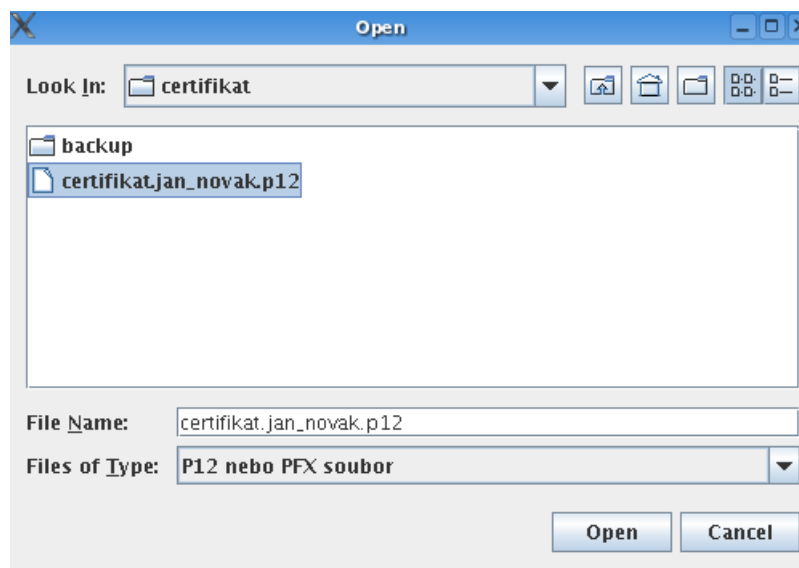 Open
Look In: certifikat
backup
certifikat.jan_novak.p12
File Name: certifikat.jan_novak.p12
Files of Type: P12 nebo PFX soubor
Open Cancel